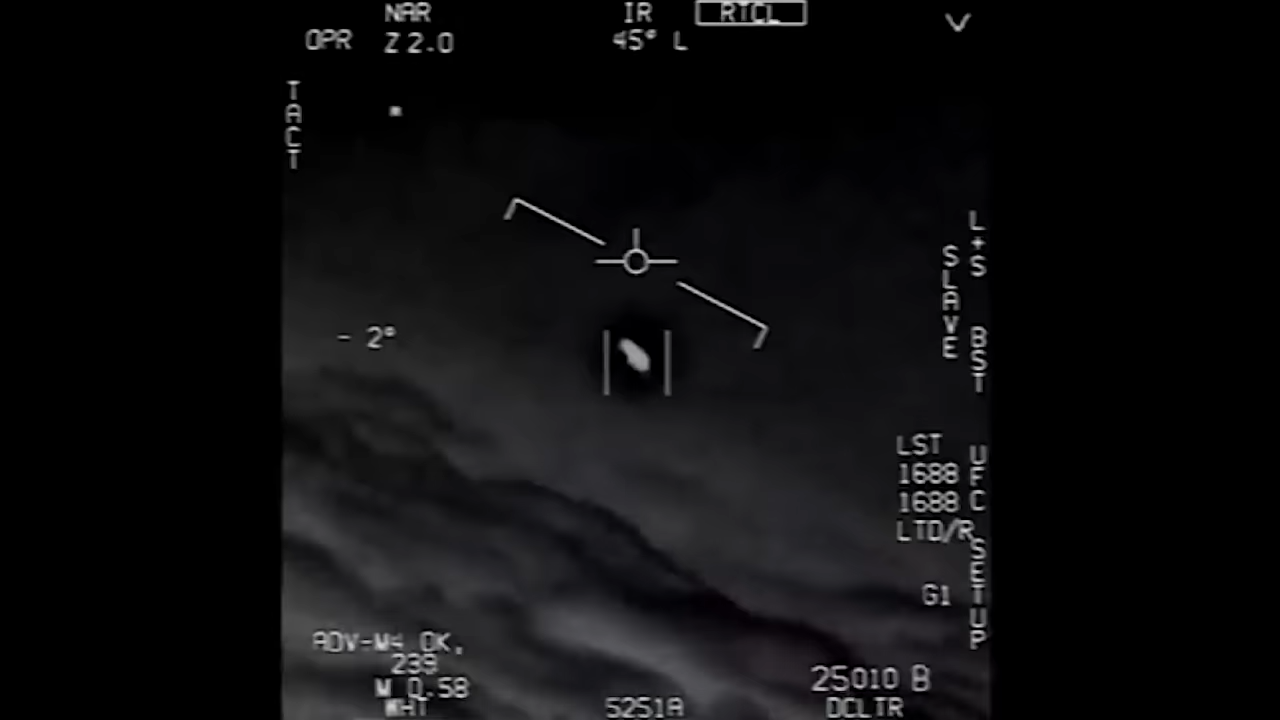 NAR IR RTCL
OPR Z 2.0 45° L
TACT
L+S
SLAVE
- 2°
BST
LST
1688
1688
UFC
LTD/R
SETUP
G1
ADV-M4 OK,
239
M 0.58
25010 B
WHT 5251A DCLTR